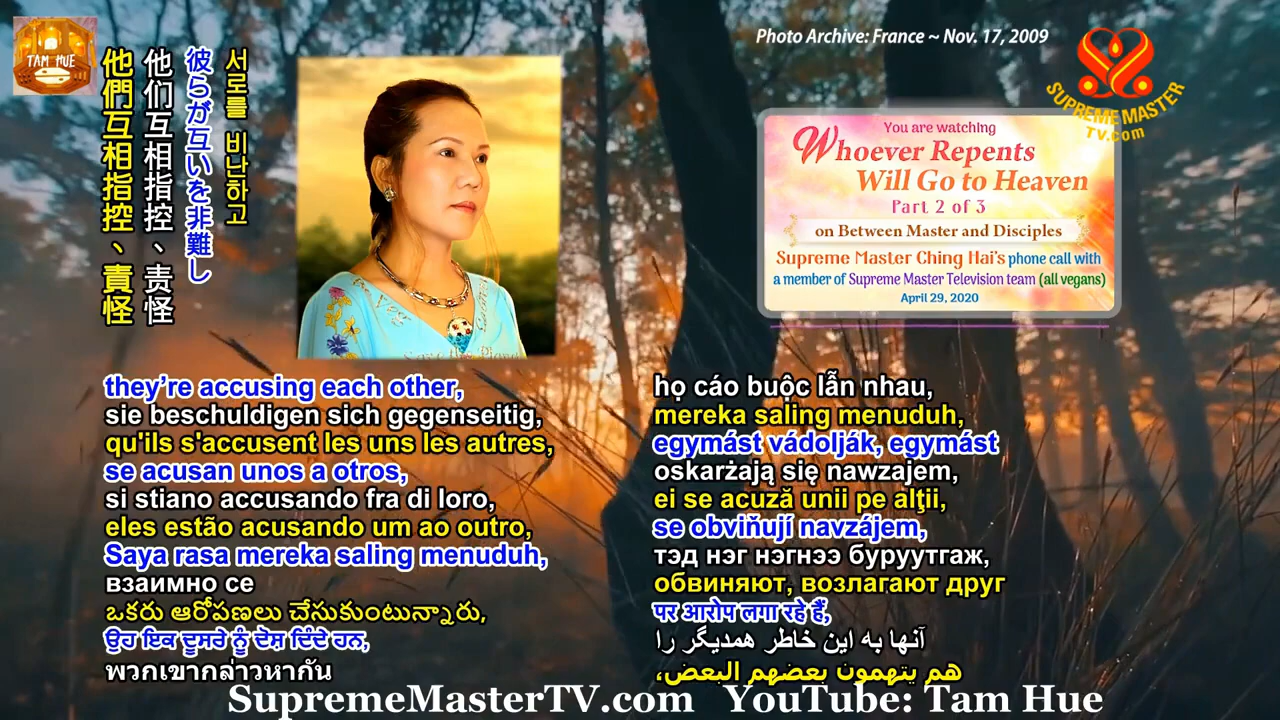 TAM HUE
他們互相指控、責怪
他们互相指控、责怪
彼らが互いを非難し
서로를 비난하고
Photo Archive: France ~ Nov. 17, 2009
SUPREME MASTER
TV.com
You are watching
Whoever Repents
Will Go to Heaven
Part 2 of 3
on Between Master and Disciples
Supreme Master Ching Hai's phone call with
a member of Supreme Master Television team (all vegans)
April 29, 2020
they're accusing each other,
sie beschuldigen sich gegenseitig,
qu'ils s'accusent les uns les autres,
se acusan unos a otros,
si stiano accusando fra di loro,
eles estão acusando um ao outro,
Saya rasa mereka saling menuduh,
взаимно се
ఒకరు ఆరోపణలు చేసుకుంటున్నారు,
ਉਹ ਇਕ ਦੂਸਰੇ ਨੂੰ ਦੋਸ਼ ਦਿੰਦੇ ਹਨ,
พวกเขากล่าวหากัน
họ cáo buộc lẫn nhau,
mereka saling menuduh,
egymást vádolják, egymást
oskarżają się nawzajem,
ei se acuză unii pe alţii,
se obviňují navzájem,
тэд нэг нэгнээ буруутгаж,
обвиняют, возлагают друг
पर आरोप लगा रहे हैं,
آنها به این خاطر همدیگر را
هم يتهمون بعضهم البعض،
SupremeMasterTV.com YouTube: Tam Hue